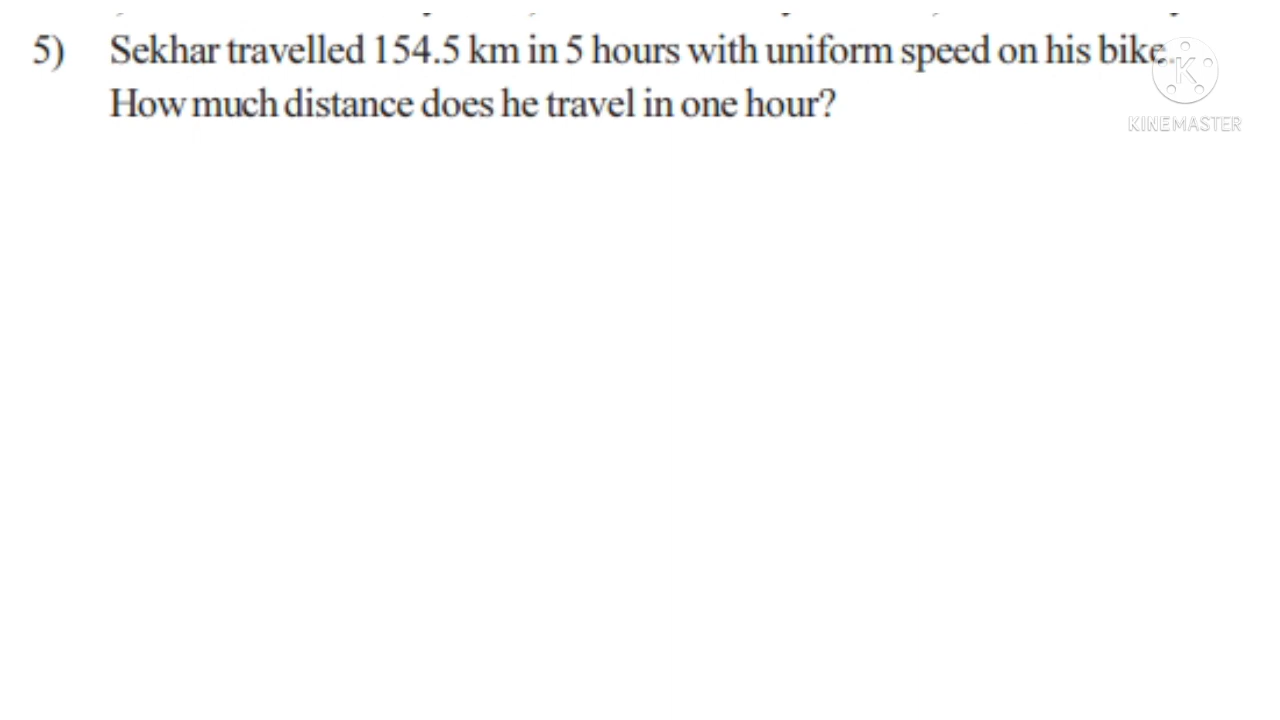 5) Sekhar travelled 154.5 km in 5 hours with uniform speed on his bike.
How much distance does he travel in one hour?
KINEMASTER